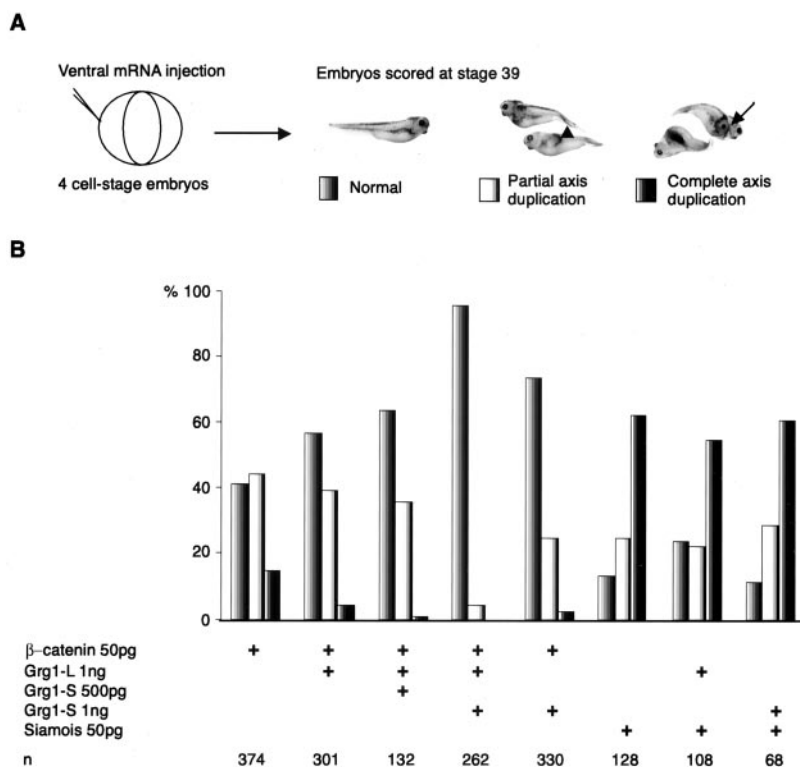 A
Ventral mRNA injection
Embryos scored at stage 39
4 cell-stage embryos
Normal
Partial axis
duplication
Complete axis
duplication
B
% 100
80
60
40
20
0
β–catenin 50pg + + + + +
Grg1-L 1ng + + + +
Grg1-S 500pg +
Grg1-S 1ng + + +
Siamois 50pg + + +
n 374 301 132 262 330 128 108 68